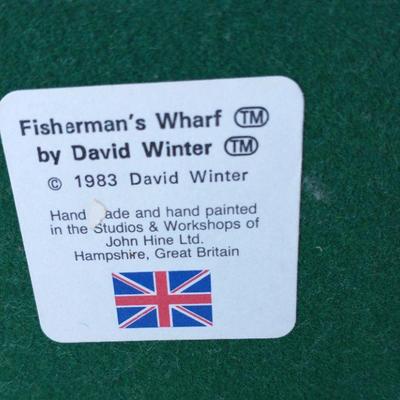 Fisherman's Wharf ™
by David Winter ™
© 1983 David Winter
Hand ade and hand painted
in the Studios & Workshops of
John Hine Ltd.
Hampshire, Great Britain